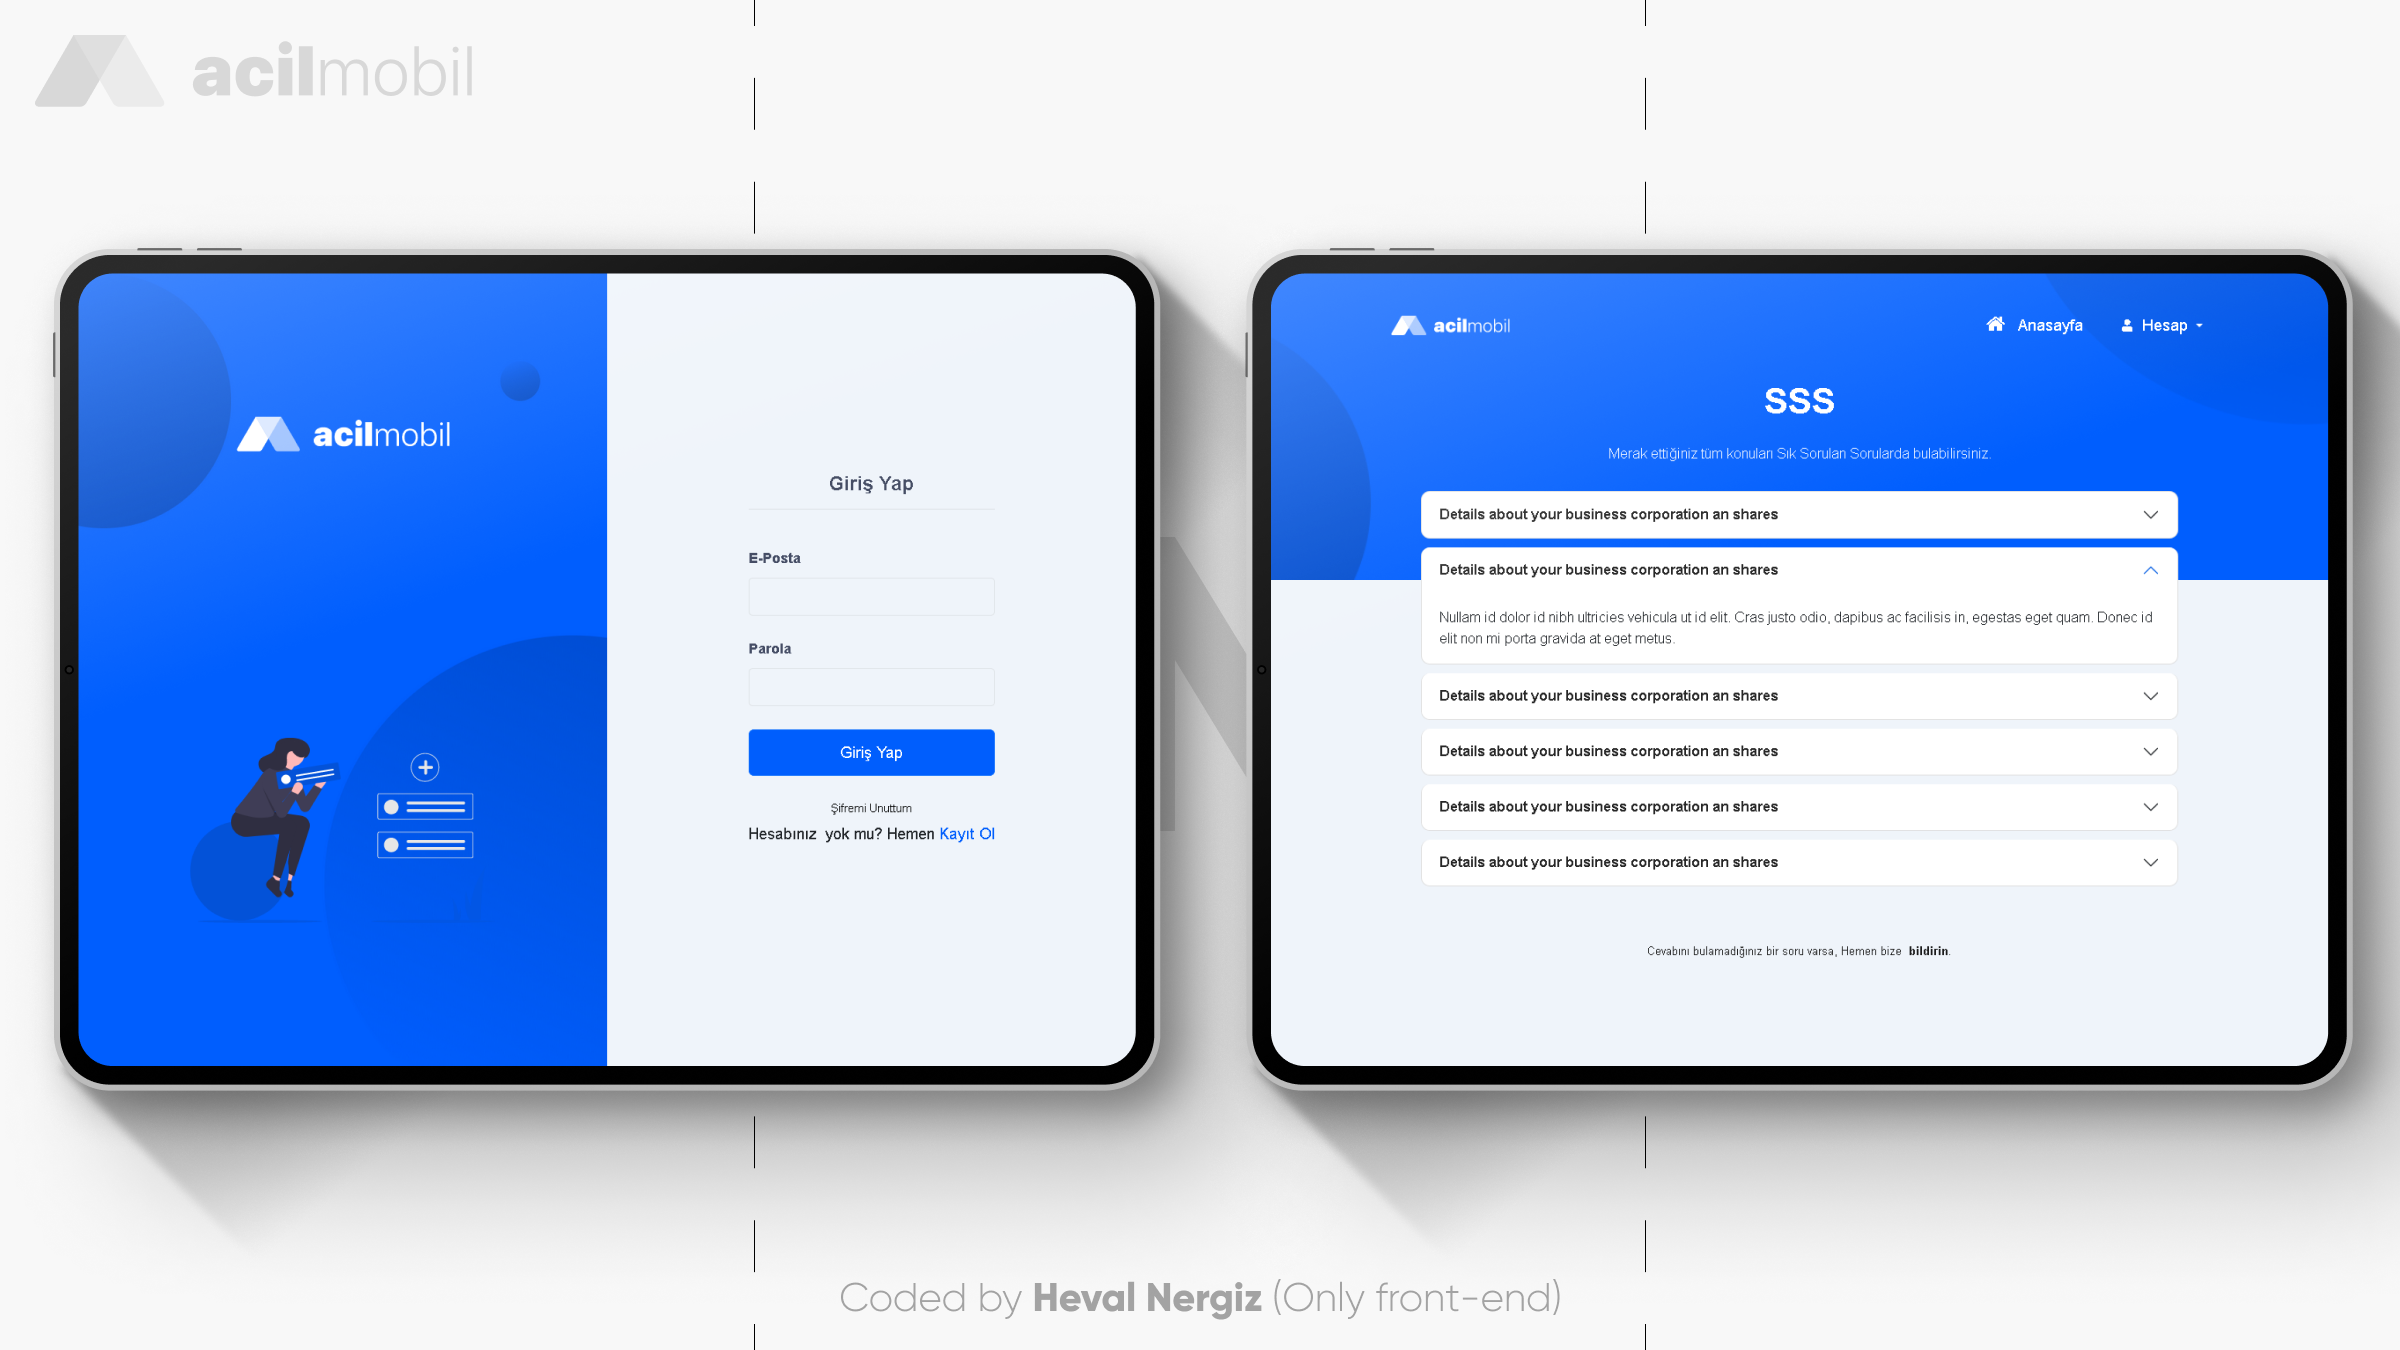 acilmobil
acilmobil
Giriş Yap
E-Posta
Parola
Giriş Yap
Şifremi Unuttum
Hesabınız yok mu? Hemen Kayıt Ol
acilmobil
Anasayfa
Hesap
SSS
Merak ettiğiniz tüm konuları Sık Sorulan Sorularda bulabilirsiniz.
Details about your business corporation an shares
Details about your business corporation an shares
Nullam id dolor id nibh ultricies vehicula ut id elit. Cras justo odio, dapibus ac facilisis in, egestas eget quam. Donec id
elit non mi porta gravida at eget metus.
Details about your business corporation an shares
Details about your business corporation an shares
Details about your business corporation an shares
Details about your business corporation an shares
Cevabını bulamadığınız bir soru varsa, Hemen bize bildirin.
Coded by Heval Nergiz (Only front-end)